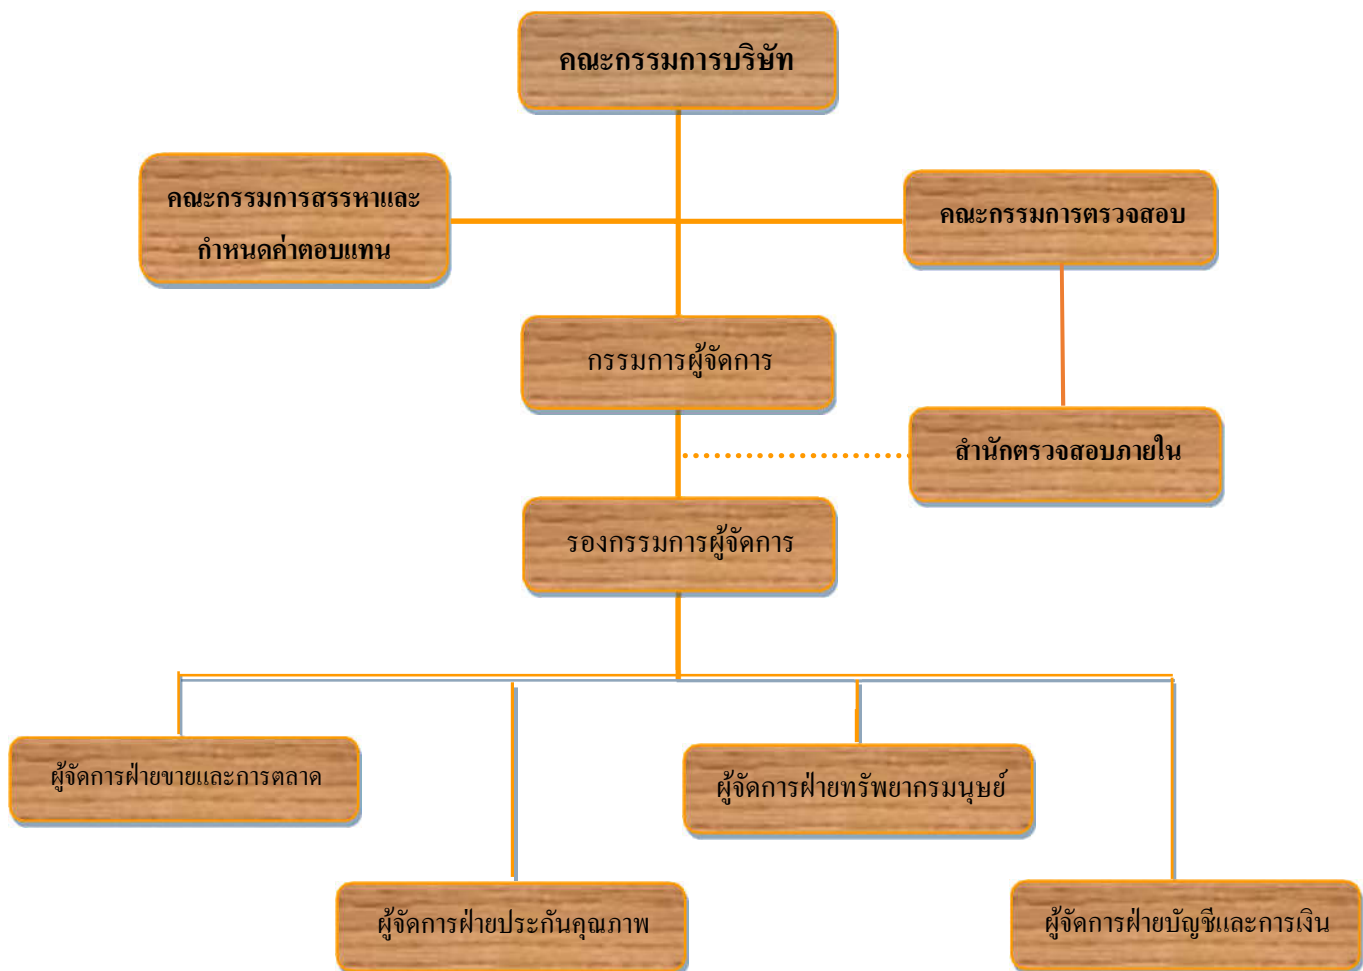 คณะกรรมการบริษัท
คณะกรรมการสรรหาและ
กำหนดค่าตอบแทน
คณะกรรมการตรวจสอบ
กรรมการผู้จัดการ
สำนักตรวจสอบภายใน
รองกรรมการผู้จัดการ
ผู้จัดการฝ่ายขายและการตลาด
ผู้จัดการฝ่ายทรัพยากรมนุษย์
ผู้จัดการฝ่ายประกันคุณภาพ
ผู้จัดการฝ่ายบัญชีและการเงิน